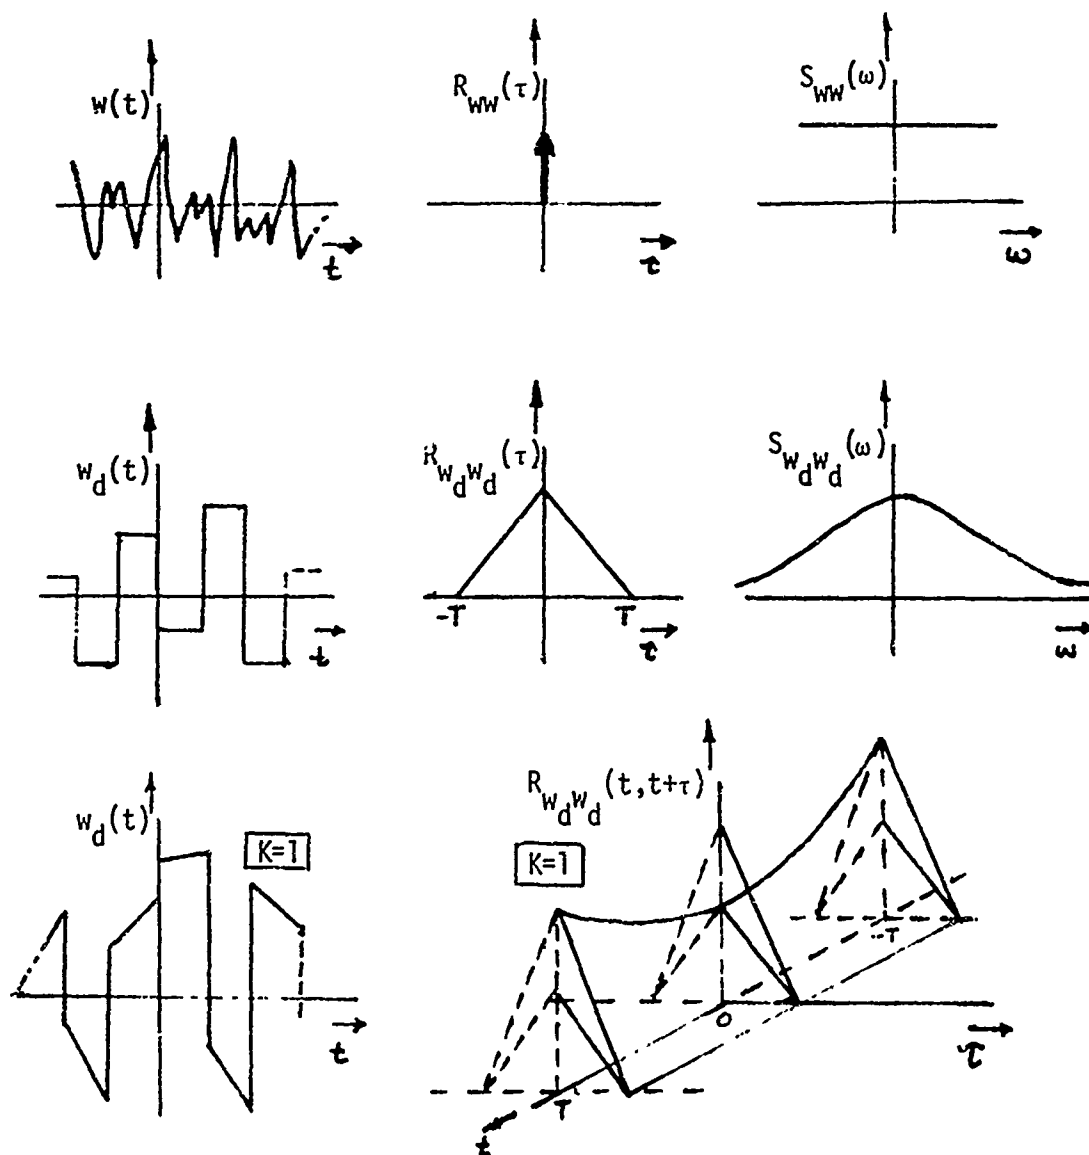 w(t)
R_ww(τ)
S_ww(ω)
t
τ
ω
w_d(t)
R_{w_d w_d}(τ)
S_{w_d w_d}(ω)
-T
T
t
τ
ω
w_d(t)
K=1
t
R_{w_d w_d}(t,t+τ)
K=1
-T
0
τ
T
t